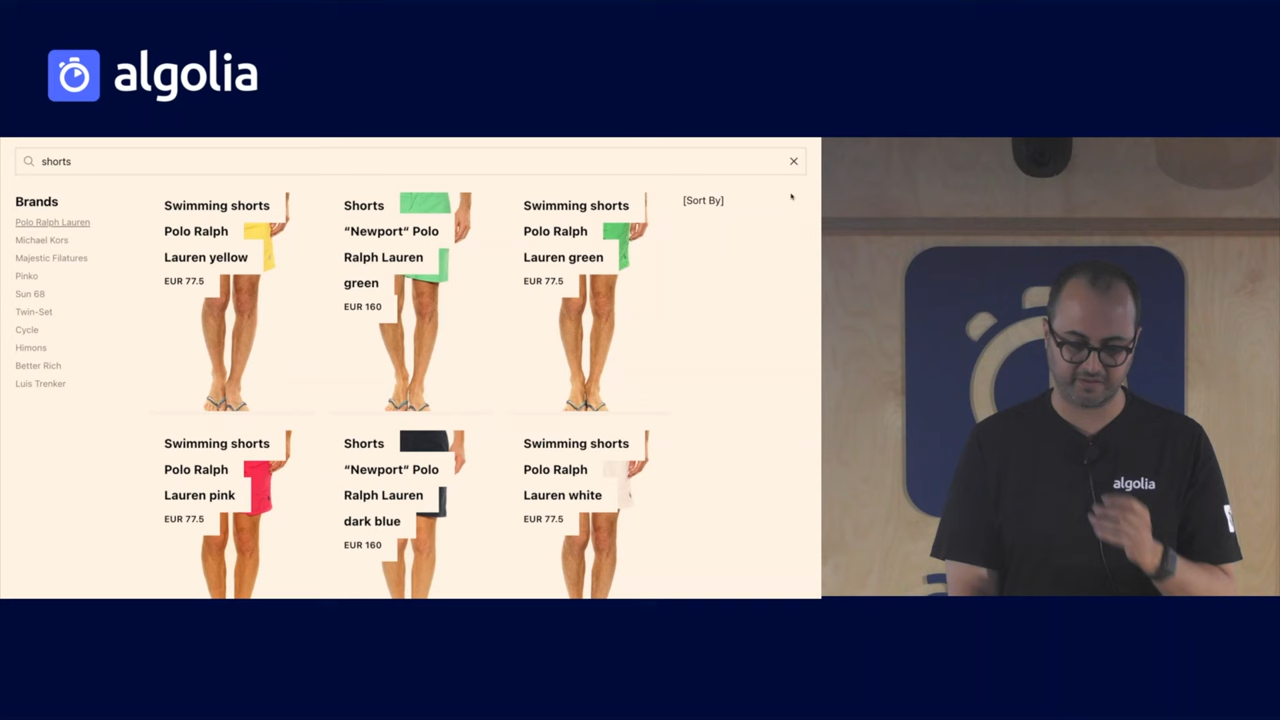 algolia
shorts
Brands
Polo Ralph Lauren
Michael Kors
Majestic Filatures
Pinko
Sun 68
Twin-Set
Cycle
Himons
Better Rich
Luis Trenker
Swimming shorts
Polo Ralph
Lauren yellow
EUR 77.5
Shorts
“Newport“ Polo
Ralph Lauren
green
EUR 160
Swimming shorts
Polo Ralph
Lauren green
EUR 77.5
[Sort By]
Swimming shorts
Polo Ralph
Lauren pink
EUR 77.5
Shorts
“Newport“ Polo
Ralph Lauren
dark blue
EUR 160
Swimming shorts
Polo Ralph
Lauren white
EUR 77.5
algolia